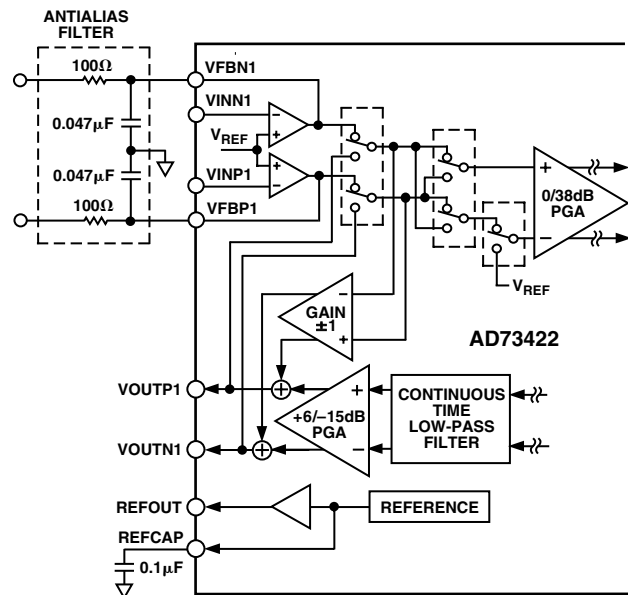 ANTIALIAS
FILTER
100Ω
VFBN1
VINN1
0.047μF
VREF
0.047μF
VINP1
100Ω
VFBP1
+
−
0/38dB
PGA
VREF
GAIN
±1
AD73422
VOUTP1
+6/–15dB
PGA
CONTINUOUS
TIME
LOW-PASS
FILTER
VOUTN1
REFOUT
REFERENCE
REFCAP
0.1μF